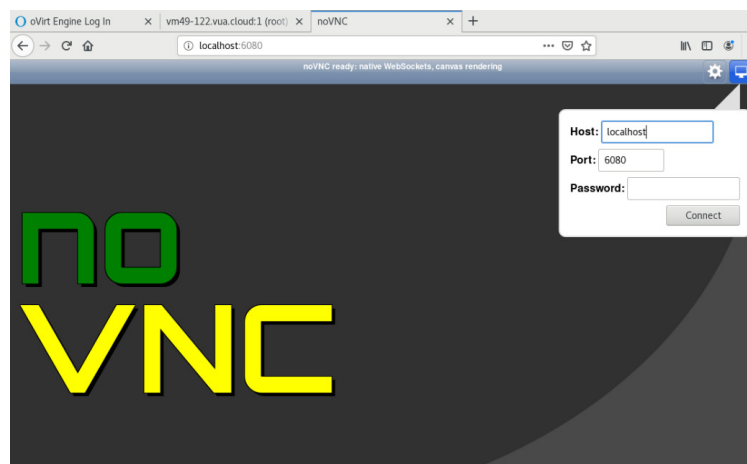 oVirt Engine Log In
vm49-122.vua.cloud:1 (root)
noVNC
localhost:6080
noVNC ready: native WebSockets, canvas rendering
Host: localhost
Port: 6080
Password:
Connect
no
VNC